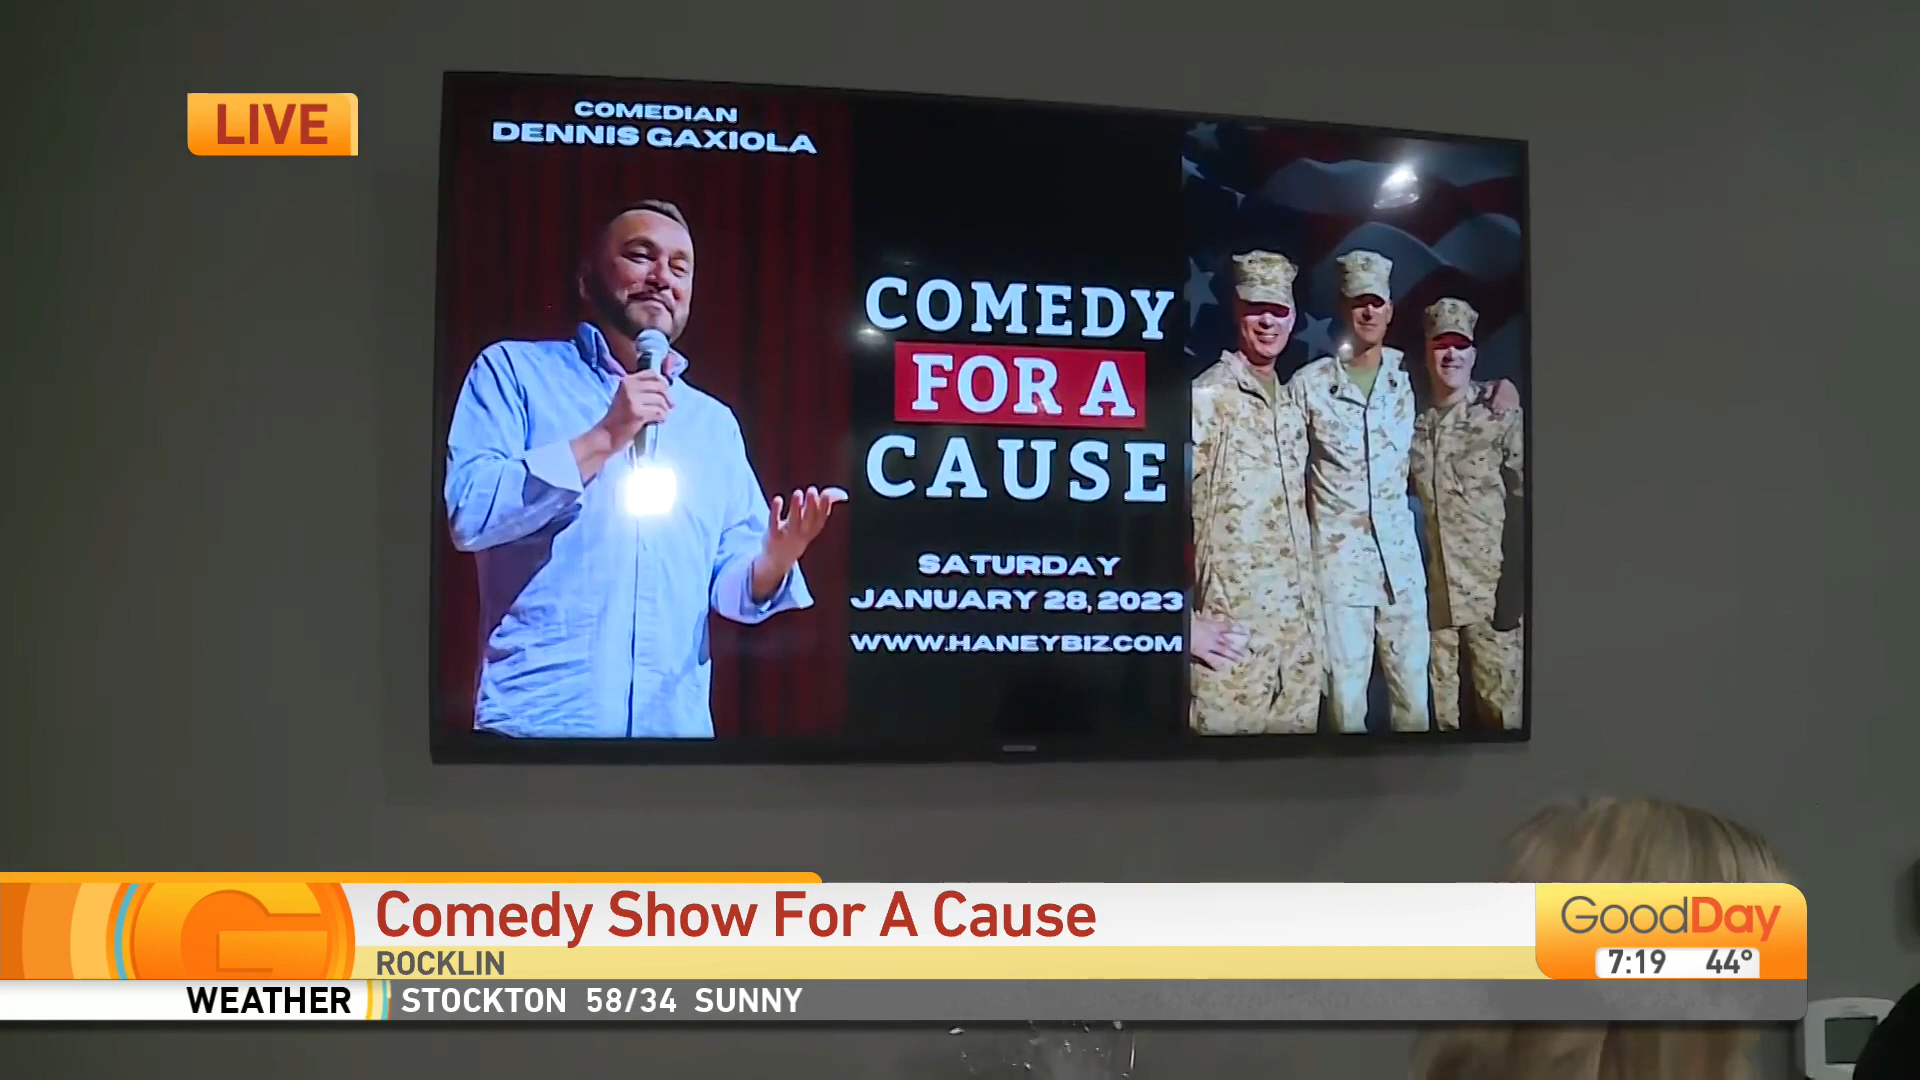 LIVE
COMEDIAN
DENNIS GAXIOLA
COMEDY
FOR A
CAUSE
SATURDAY
JANUARY 28, 2023
WWW.HANEYBIZ.COM
Comedy Show For A Cause
ROCKLIN
GoodDay
7:19 44°
WEATHER STOCKTON 58/34 SUNNY